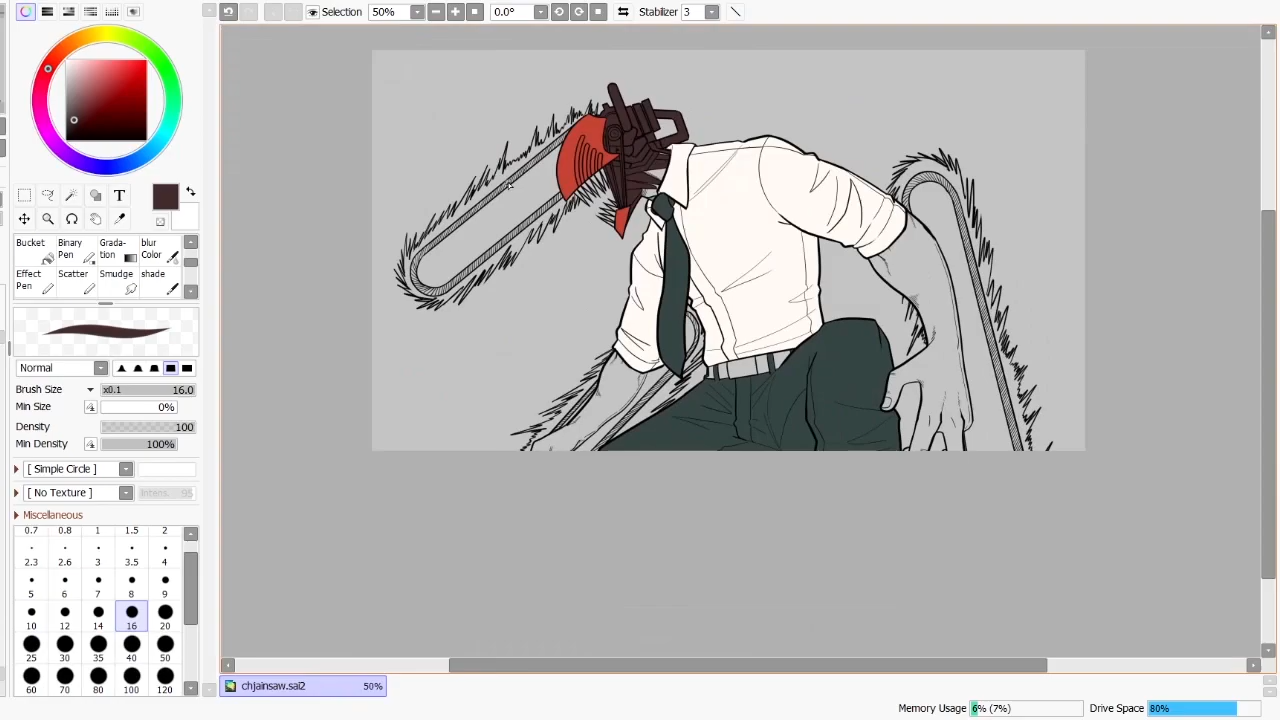 Selection 50% 0.0° Stabilizer 3
T
Bucket Binary Pen Gradation blur Color
Effect Pen Scatter Smudge shade
Normal
Brush Size x0.1 16.0
Min Size 0%
Density 100
Min Density 100%
[ Simple Circle ]
[ No Texture ] Intens. 95
Miscellaneous
0.7 0.8 1 1.5 2
2.3 2.6 3 3.5 4
5 6 7 8 9
10 12 14 16 20
25 30 35 40 50
60 70 80 100 120
chjainsaw.sai2 50%
Memory Usage 6% (7%) Drive Space 80%